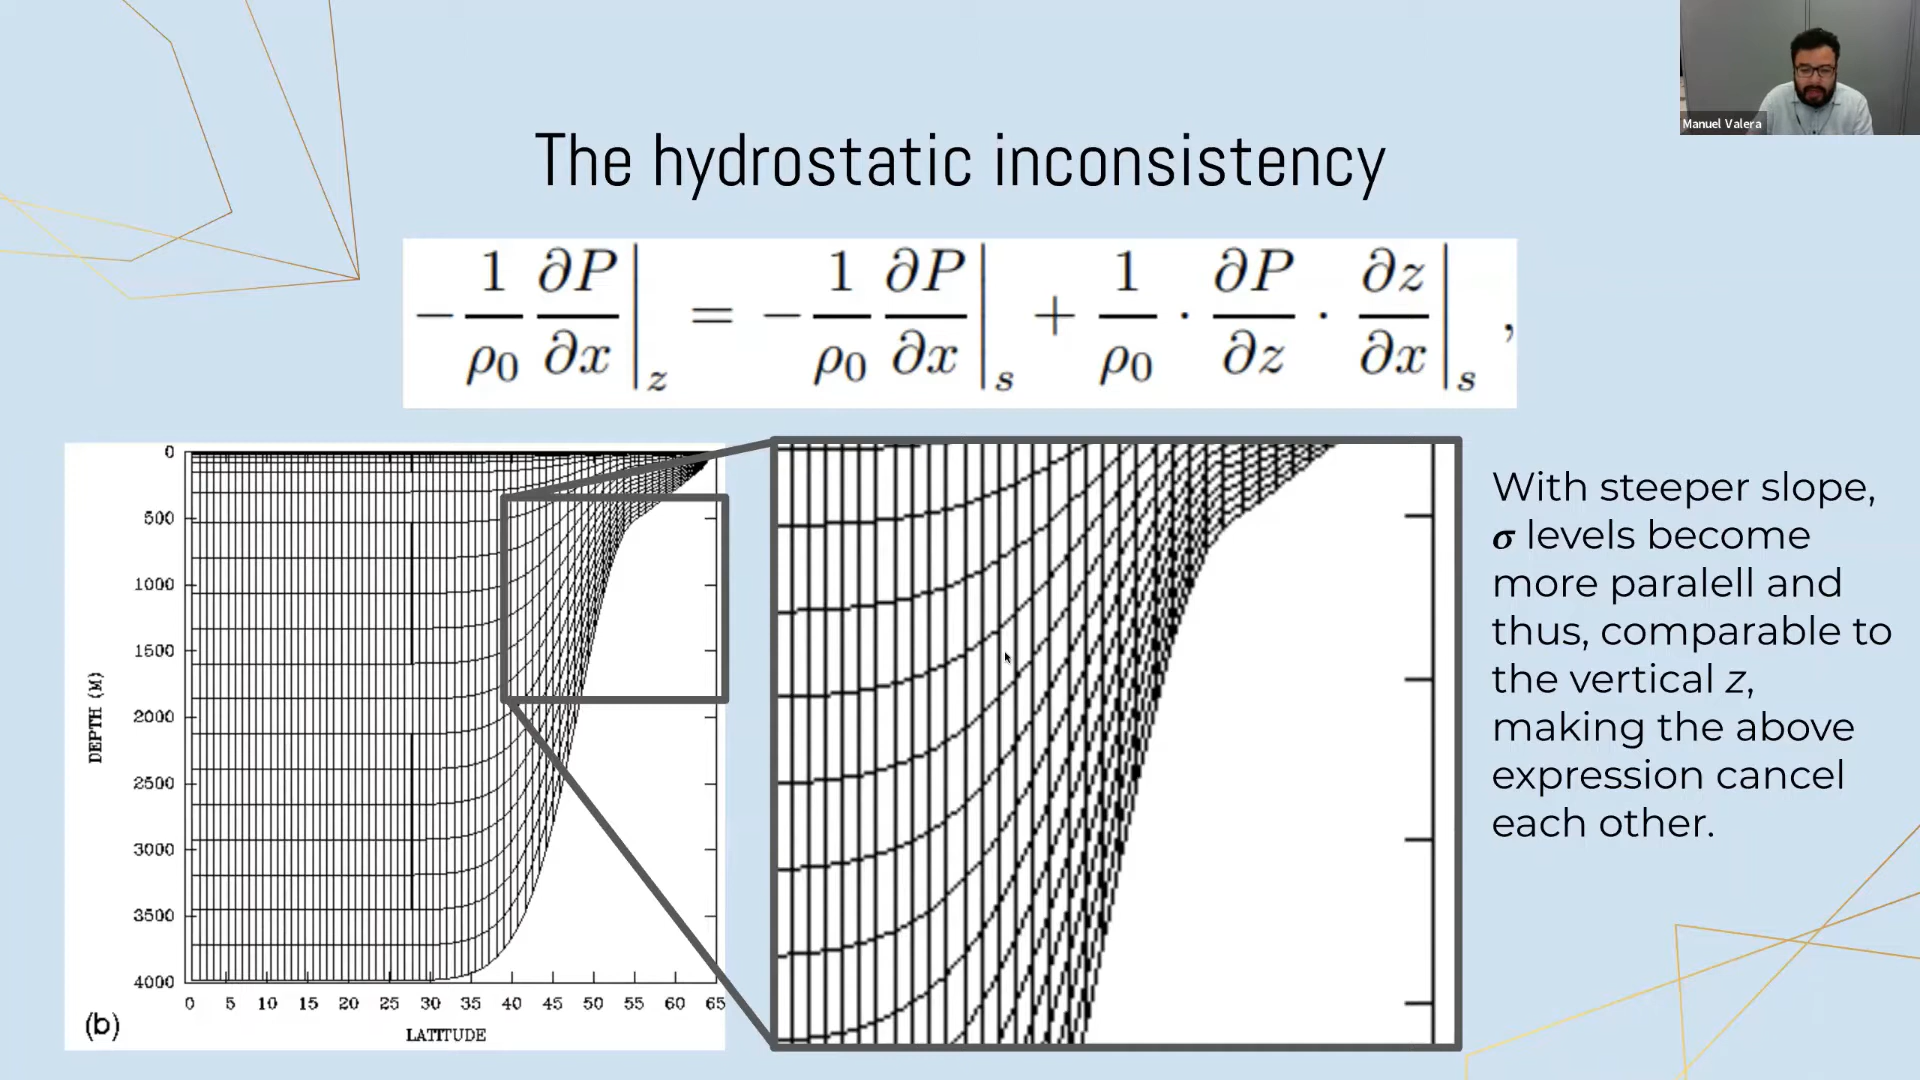 Manuel Valera
The hydrostatic inconsistency
$-\frac{1}{\rho_0}\frac{\partial P}{\partial x}\Big|_z = -\frac{1}{\rho_0}\frac{\partial P}{\partial x}\Big|_s + \frac{1}{\rho_0}\cdot\frac{\partial P}{\partial z}\cdot\frac{\partial z}{\partial x}\Big|_s,$
0
500
1000
1500
2000
2500
3000
3500
4000
DEPTH (M)
0 5 10 15 20 25 30 35 40 45 50 55 60 65
LATITUDE
(b)
With steeper slope,
σ levels become
more paralell and
thus, comparable to
the vertical z,
making the above
expression cancel
each other.